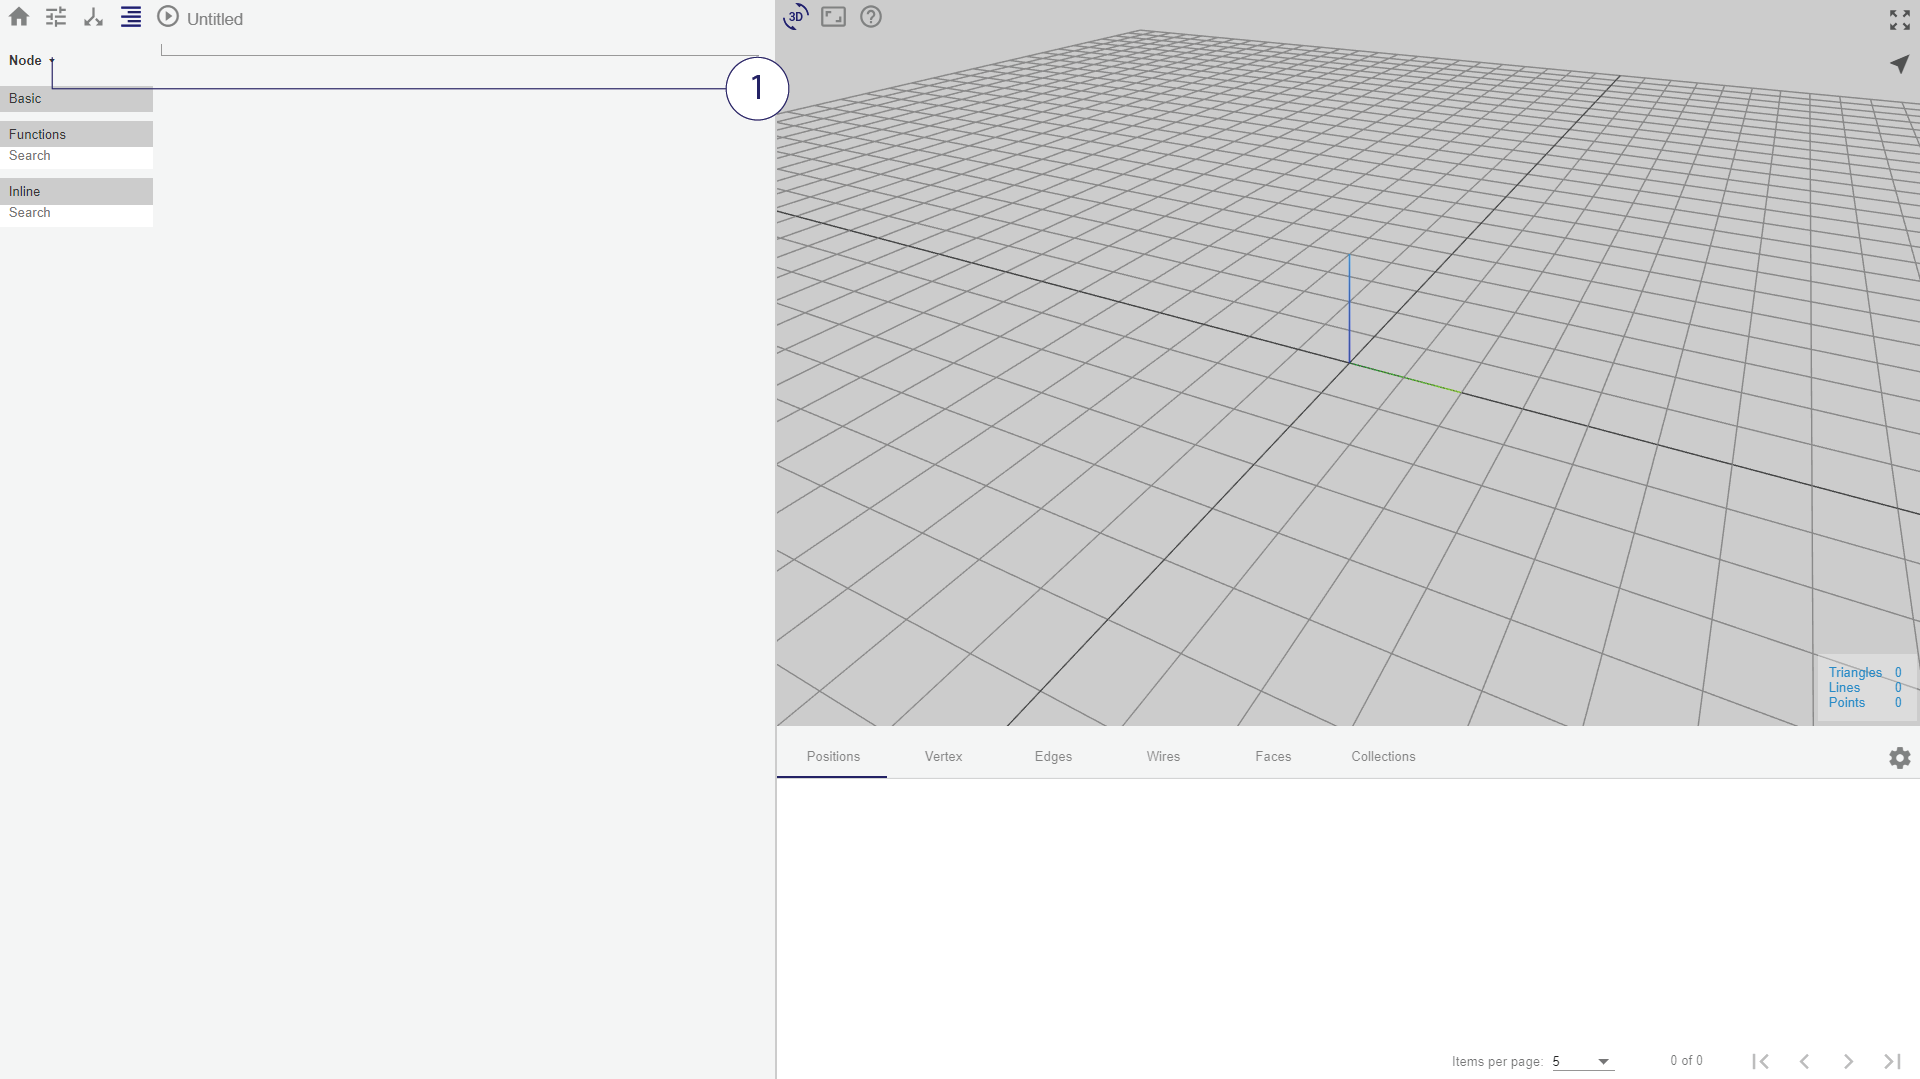 Untitled
3D
Node
1
Basic
Functions
Search
Inline
Search
Triangles 0
Lines 0
Points 0
Positions Vertex Edges Wires Faces Collections
Items per page: 5 0 of 0